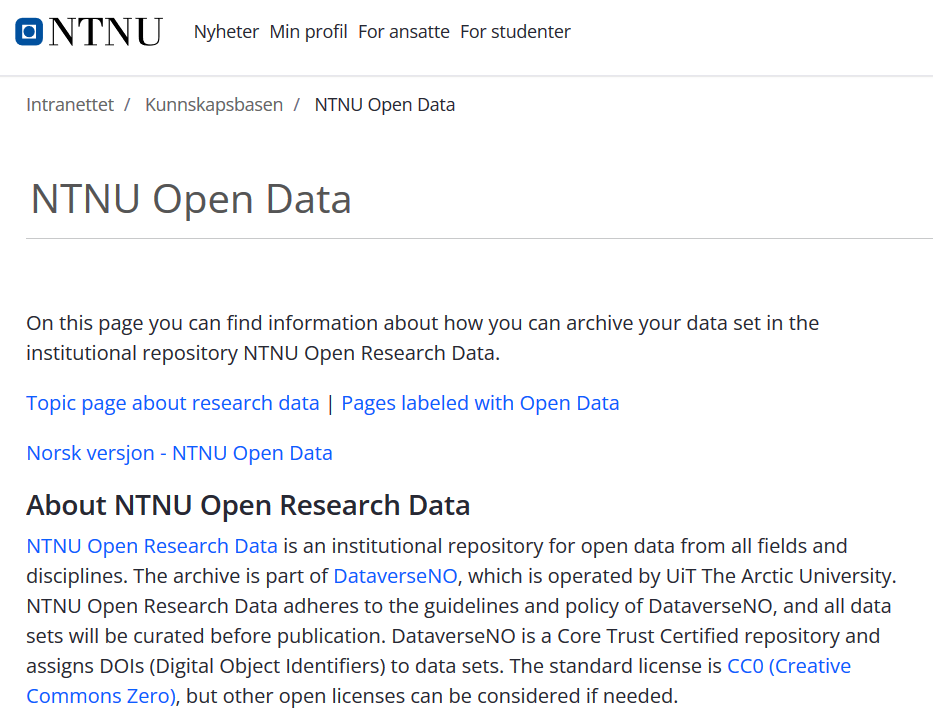 NTNU Nyheter Min profil For ansatte For studenter
Intranettet / Kunnskapsbasen / NTNU Open Data
NTNU Open Data
On this page you can find information about how you can archive your data set in the
institutional repository NTNU Open Research Data.
Topic page about research data | Pages labeled with Open Data
Norsk versjon - NTNU Open Data
About NTNU Open Research Data
NTNU Open Research Data is an institutional repository for open data from all fields and
disciplines. The archive is part of DataverseNO, which is operated by UiT The Arctic University.
NTNU Open Research Data adheres to the guidelines and policy of DataverseNO, and all data
sets will be curated before publication. DataverseNO is a Core Trust Certified repository and
assigns DOIs (Digital Object Identifiers) to data sets. The standard license is CC0 (Creative
Commons Zero), but other open licenses can be considered if needed.